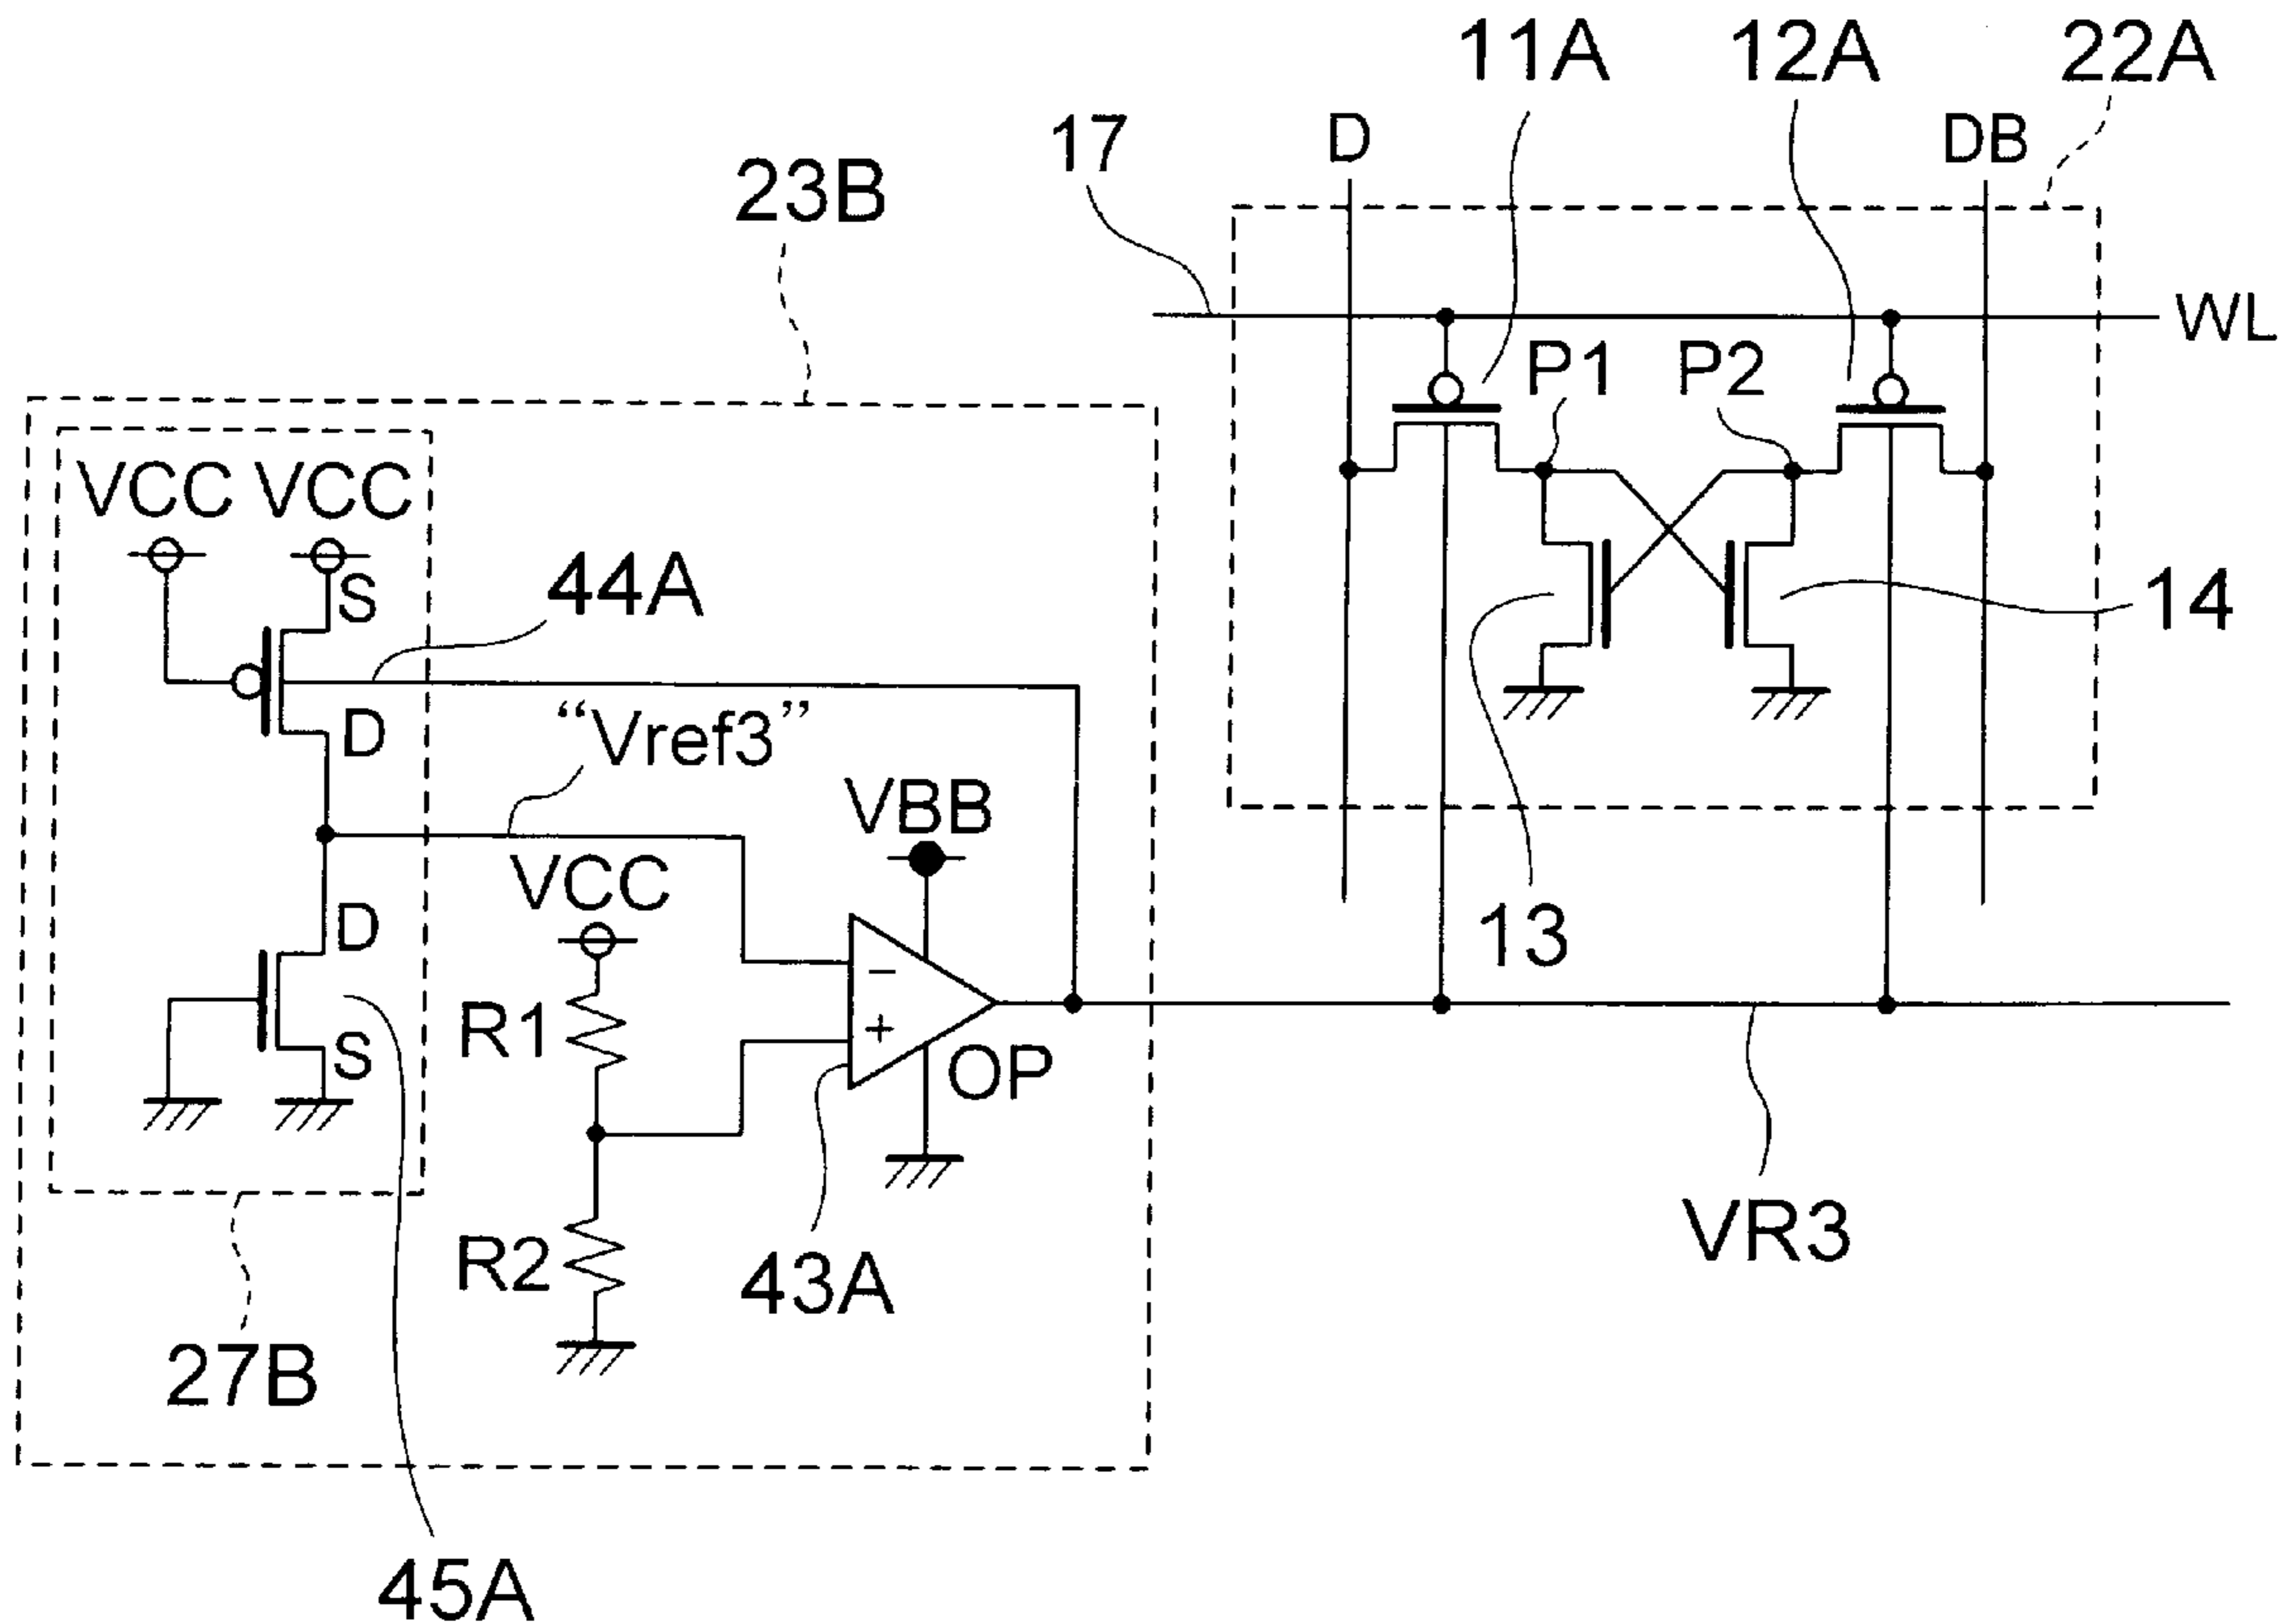 11A 12A 22A
17 D DB
23B
WL
P1 P2
VCC VCC
S
44A
14
D
“Vref3”
VBB
VCC
D
13
−
R1
+
S
OP
VR3
R2
43A
27B
45A